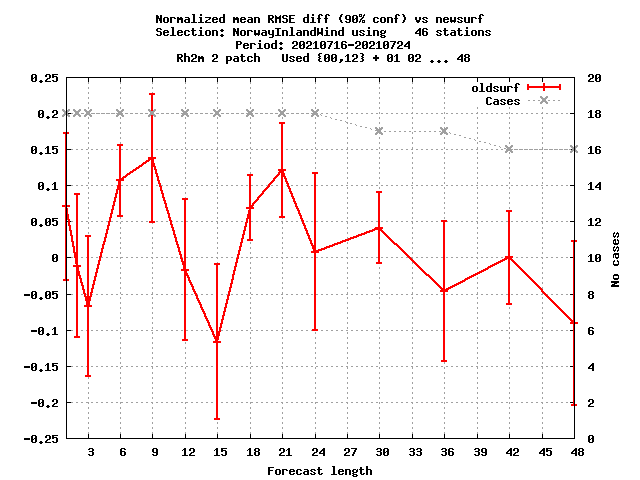 Normalized mean RMSE diff (90% conf) vs newsurf
Selection: NorwayInlandWind using    46 stations
Period: 20210716-20210724
Rh2m 2 patch   Used {00,12} + 01 02 ... 48
oldsurf
Cases
0.25
0.2
0.15
0.1
0.05
0
-0.05
-0.1
-0.15
-0.2
-0.25
20
18
16
14
12
10
8
6
4
2
0
No cases
3 6 9 12 15 18 21 24 27 30 33 36 39 42 45 48
Forecast length